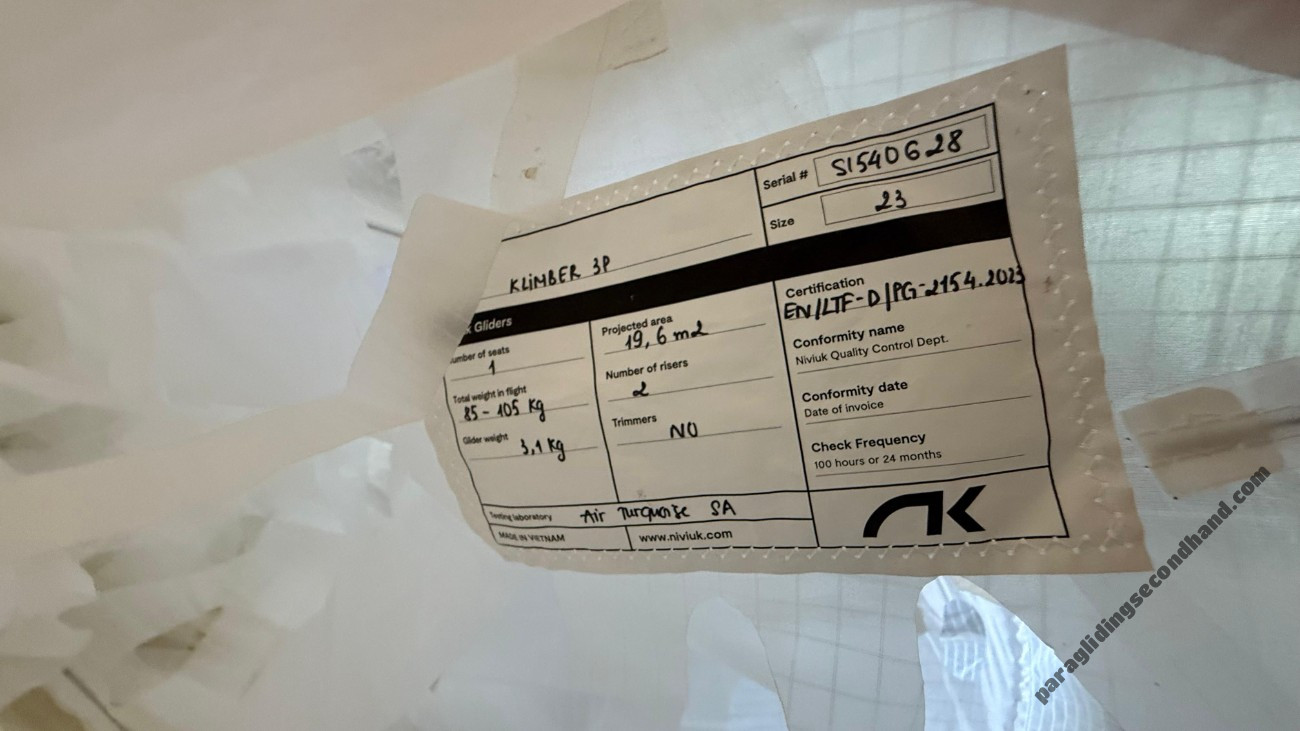 Serial # S1540628
Size 23
KLIMBER 3P
Gliders
Number of seats
1
Total weight in flight
85 - 105 Kg
Glider weight 3,1 Kg
Projected area
19,6 m2
Number of risers
2
Trimmers
NO
Certification
EN/LTF-D/PG-2154.2023
Conformity name
Niviuk Quality Control Dept.
Conformity date
Date of invoice
Check Frequency
100 hours or 24 months
Testing laboratory Air Turquoise SA
MADE IN VIETNAM www.niviuk.com
paraglidingsecondhand.com